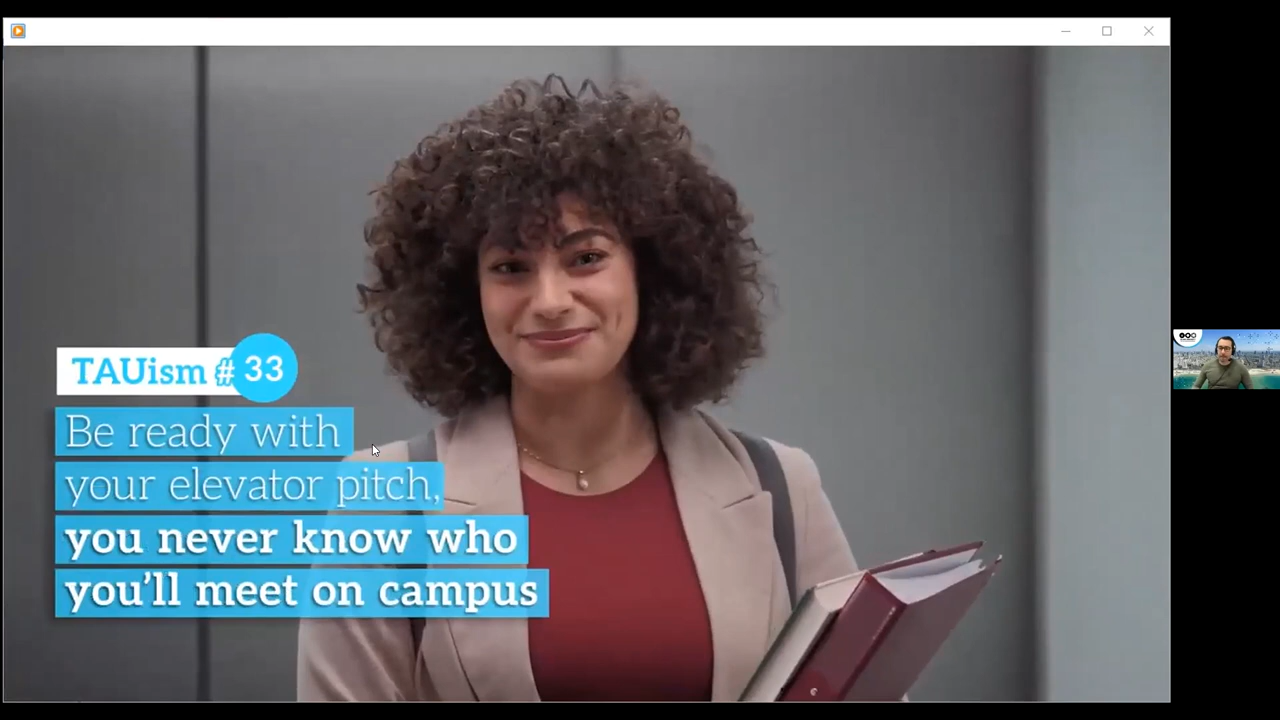 TAUism #33
Be ready with
your elevator pitch,
you never know who
you'll meet on campus